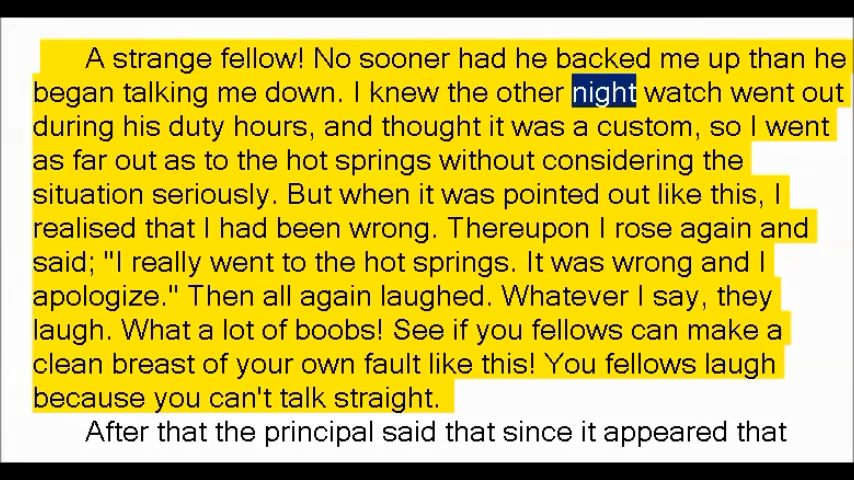 A strange fellow! No sooner had he backed me up than he
began talking me down. I knew the other night watch went out
during his duty hours, and thought it was a custom, so I went
as far out as to the hot springs without considering the
situation seriously. But when it was pointed out like this, I
realised that I had been wrong. Thereupon I rose again and
said; "I really went to the hot springs. It was wrong and I
apologize." Then all again laughed. Whatever I say, they
laugh. What a lot of boobs! See if you fellows can make a
clean breast of your own fault like this! You fellows laugh
because you can't talk straight.
After that the principal said that since it appeared that